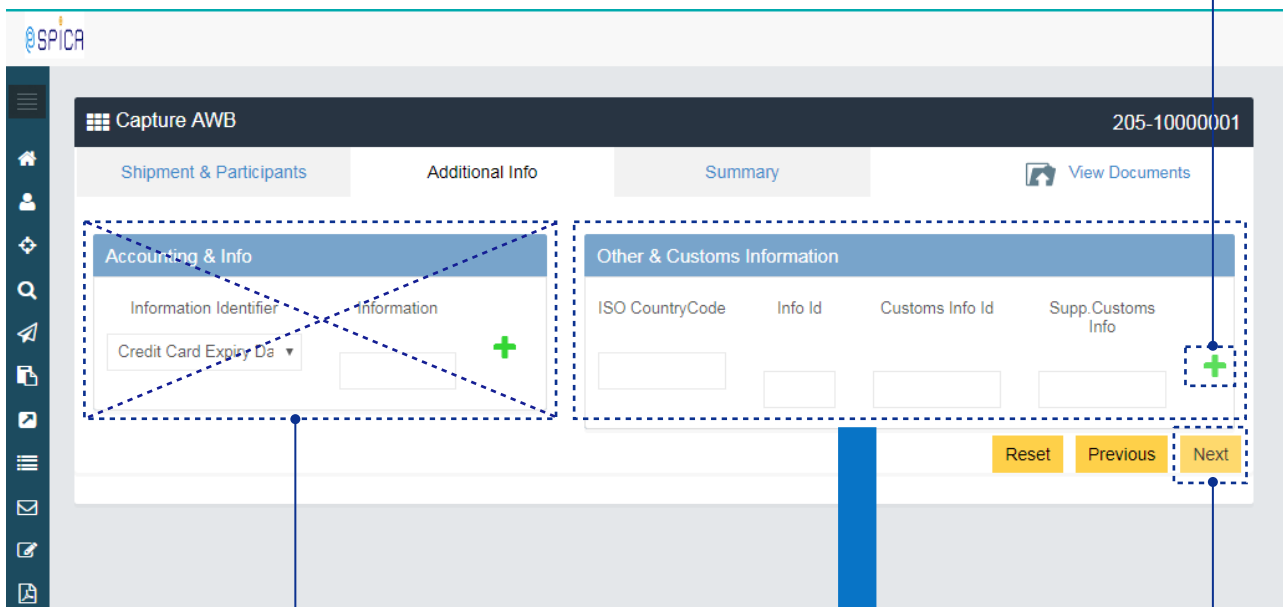 eSPICA
Capture AWB 205-10000001
Shipment & Participants Additional Info Summary View Documents
Accounting & Info
Information Identifier Information
Credit Card Expiry Da
Other & Customs Information
ISO CountryCode Info Id Customs Info Id Supp.Customs
Info
Reset Previous Next